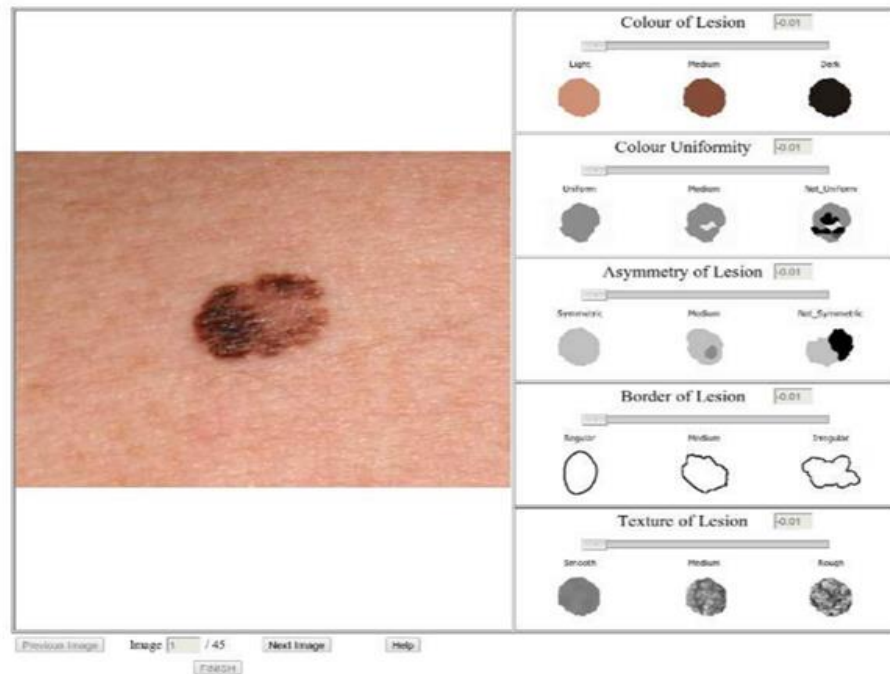 Colour of Lesion -0.01
Light Medium Dark
Colour Uniformity -0.01
Uniform Medium Not_Uniform
Asymmetry of Lesion -0.01
Symmetric Medium Not_Symmetric
Border of Lesion -0.01
Regular Medium Irregular
Texture of Lesion -0.01
Smooth Medium Rough
Previous Image Image 1 / 45 Next Image Help
FINISH